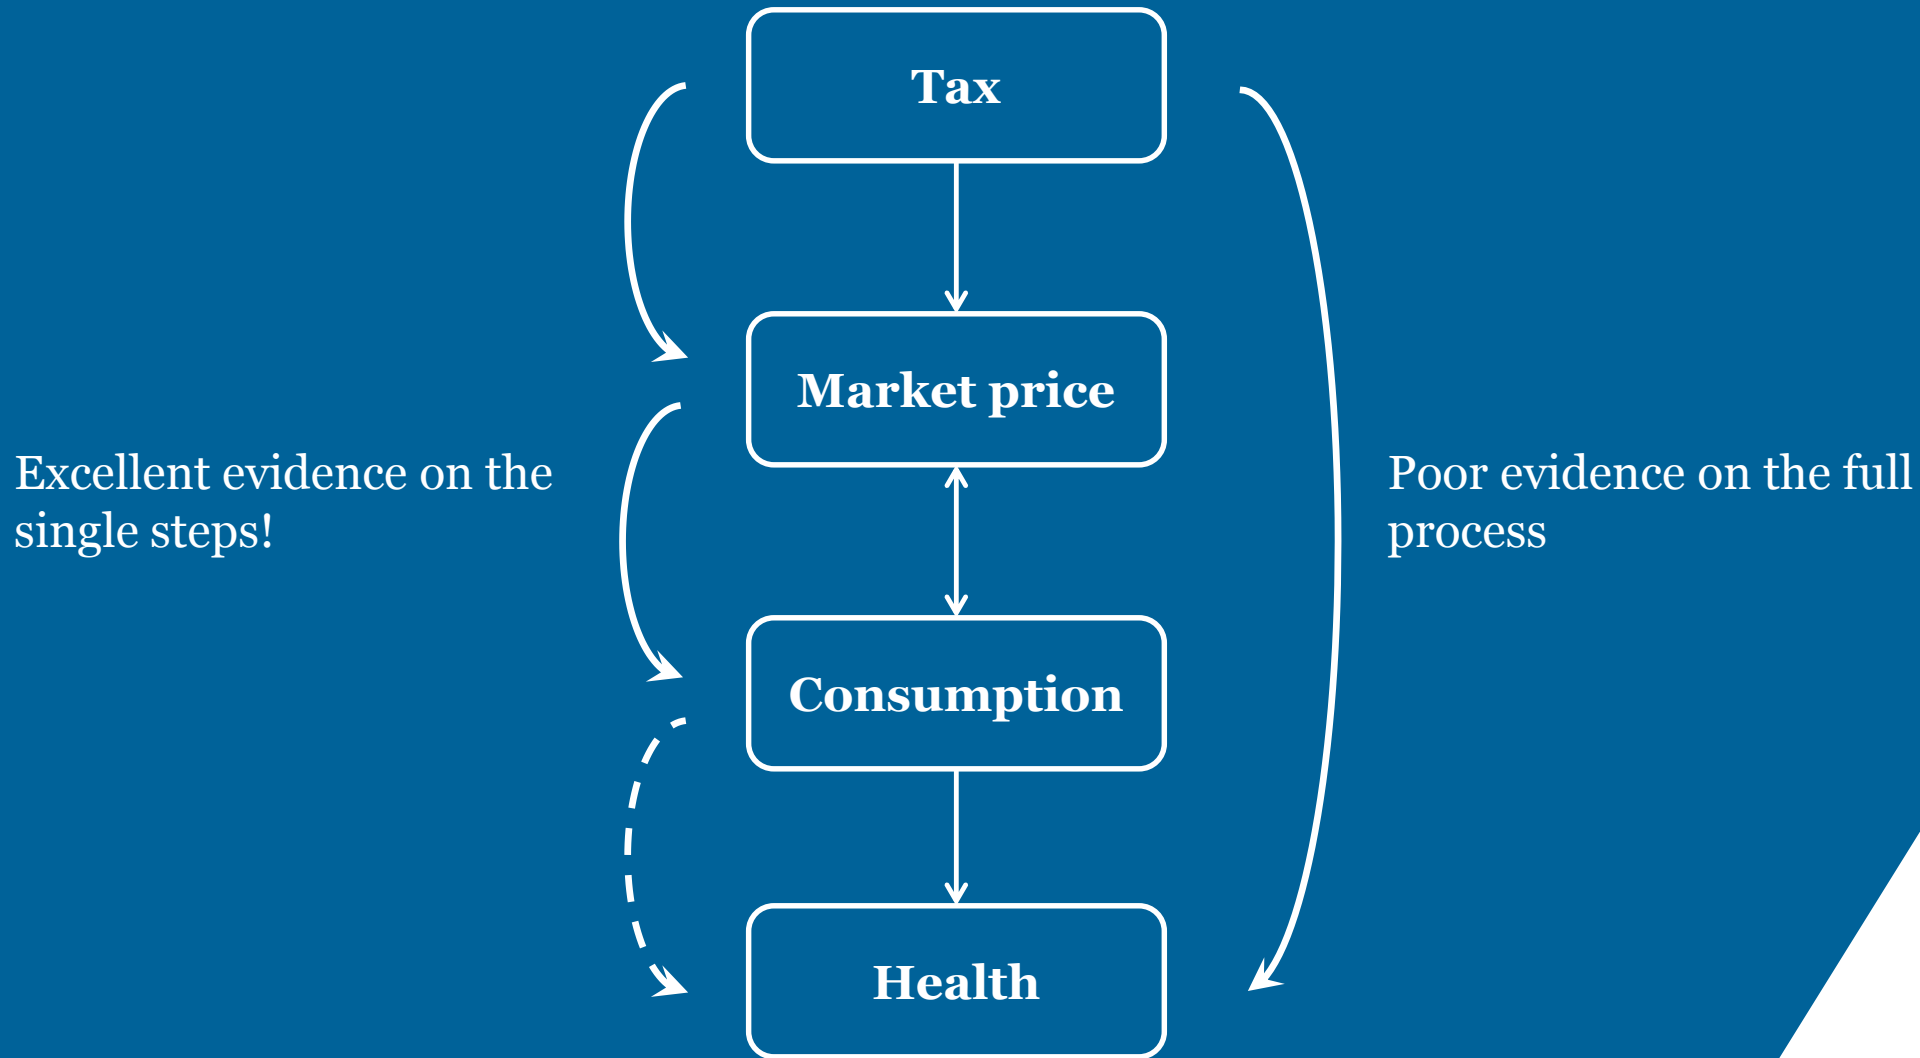 Tax
Market price
Excellent evidence on the
single steps!
Poor evidence on the full
process
Consumption
Health